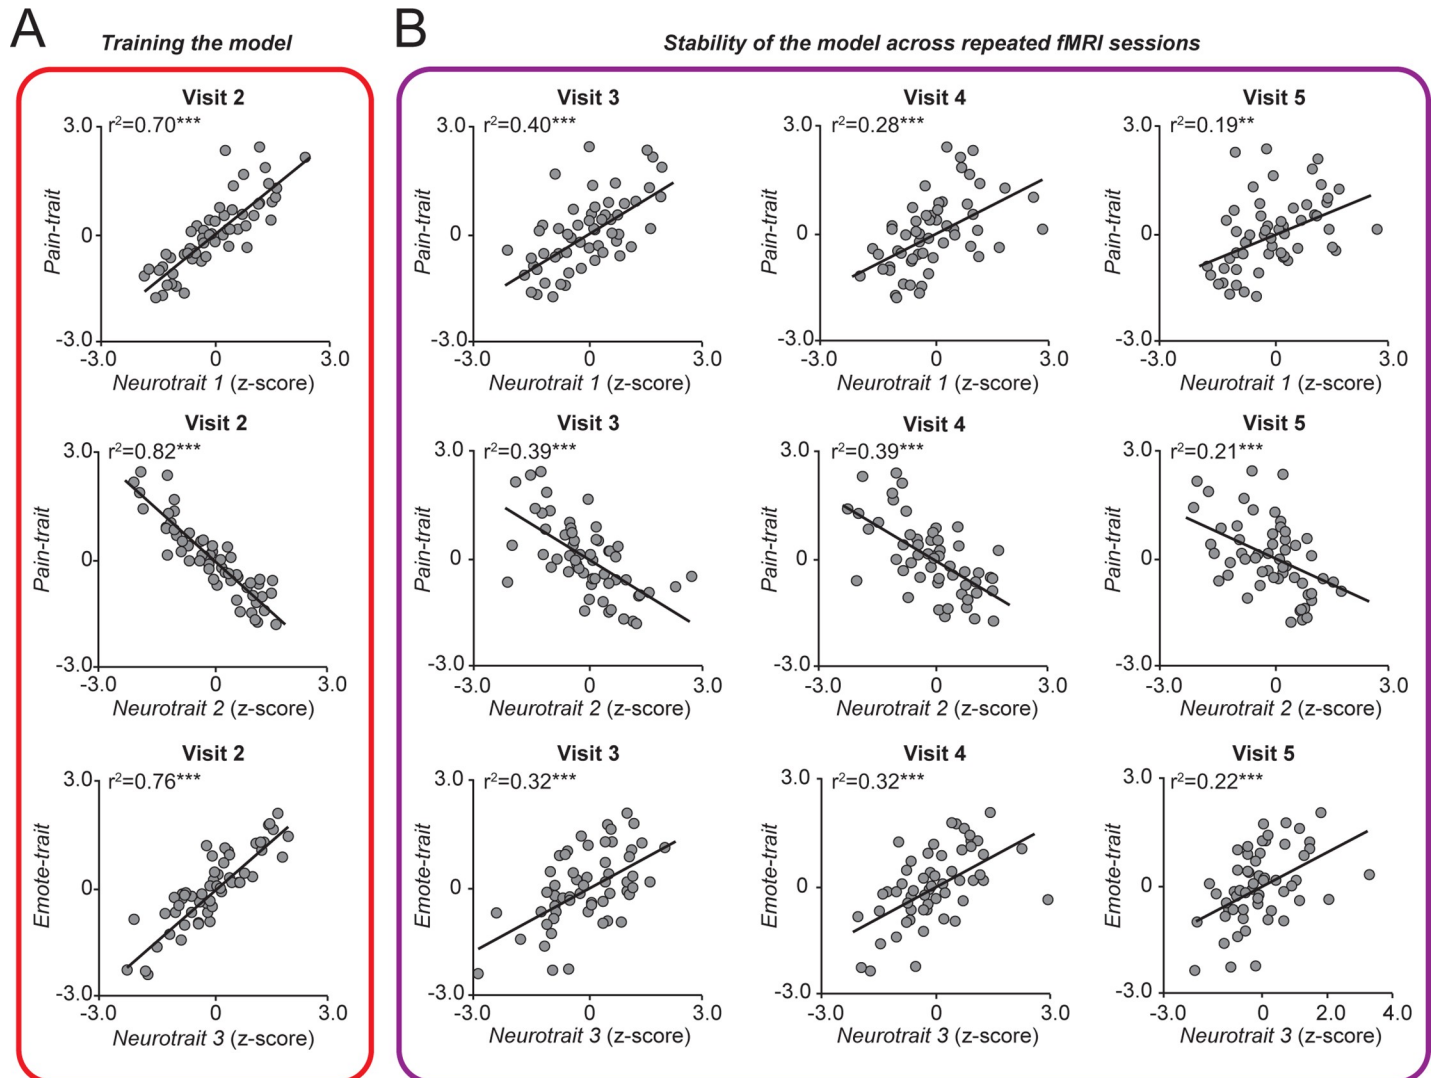 A Training the model
B Stability of the model across repeated fMRI sessions
Visit 2
r²=0.70***
3.0
0
-3.0
Pain-trait
-3.0 0 3.0
Neurotrait 1 (z-score)
Visit 3
r²=0.40***
3.0
0
-3.0
Pain-trait
-3.0 0 3.0
Neurotrait 1 (z-score)
Visit 4
r²=0.28***
3.0
0
-3.0
Pain-trait
-3.0 0 3.0
Neurotrait 1 (z-score)
Visit 5
r²=0.19**
3.0
0
-3.0
Pain-trait
-3.0 0 3.0
Neurotrait 1 (z-score)
Visit 2
r²=0.82***
3.0
0
-3.0
Pain-trait
-3.0 0 3.0
Neurotrait 2 (z-score)
Visit 3
r²=0.39***
3.0
0
-3.0
Pain-trait
-3.0 0 3.0
Neurotrait 2 (z-score)
Visit 4
r²=0.39***
3.0
0
-3.0
Pain-trait
-3.0 0 3.0
Neurotrait 2 (z-score)
Visit 5
r²=0.21***
3.0
0
-3.0
Pain-trait
-3.0 0 3.0
Neurotrait 2 (z-score)
Visit 2
r²=0.76***
3.0
0
-3.0
Emote-trait
-3.0 0 3.0
Neurotrait 3 (z-score)
Visit 3
r²=0.32***
3.0
0
-3.0
Emote-trait
-3.0 0 3.0
Neurotrait 3 (z-score)
Visit 4
r²=0.32***
3.0
0
-3.0
Emote-trait
-3.0 0 3.0
Neurotrait 3 (z-score)
Visit 5
r²=0.22***
3.0
0
-3.0
Emote-trait
-3.0 0 2.0 4.0
Neurotrait 3 (z-score)